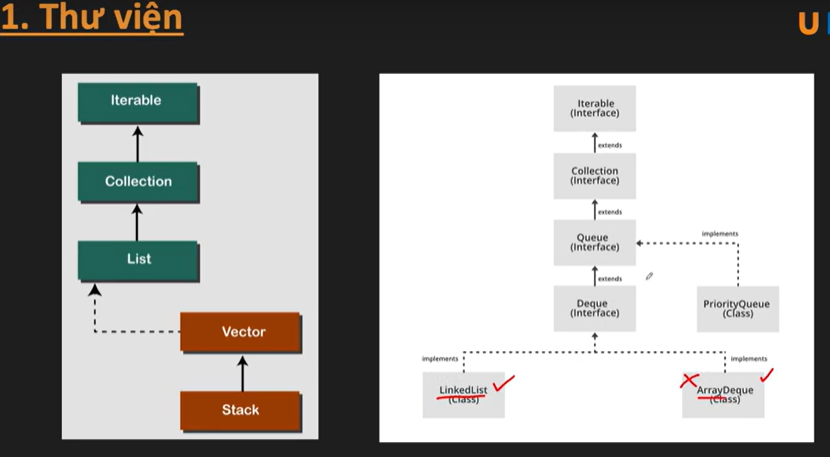 1. Thư viện
U
Iterable
Collection
List
Vector
Stack
Iterable
(Interface)
extends
Collection
(Interface)
extends
Queue
(Interface)
implements
extends
Deque
(Interface)
PriorityQueue
(Class)
implements
implements
LinkedList
(Class)
ArrayDeque
(Class)